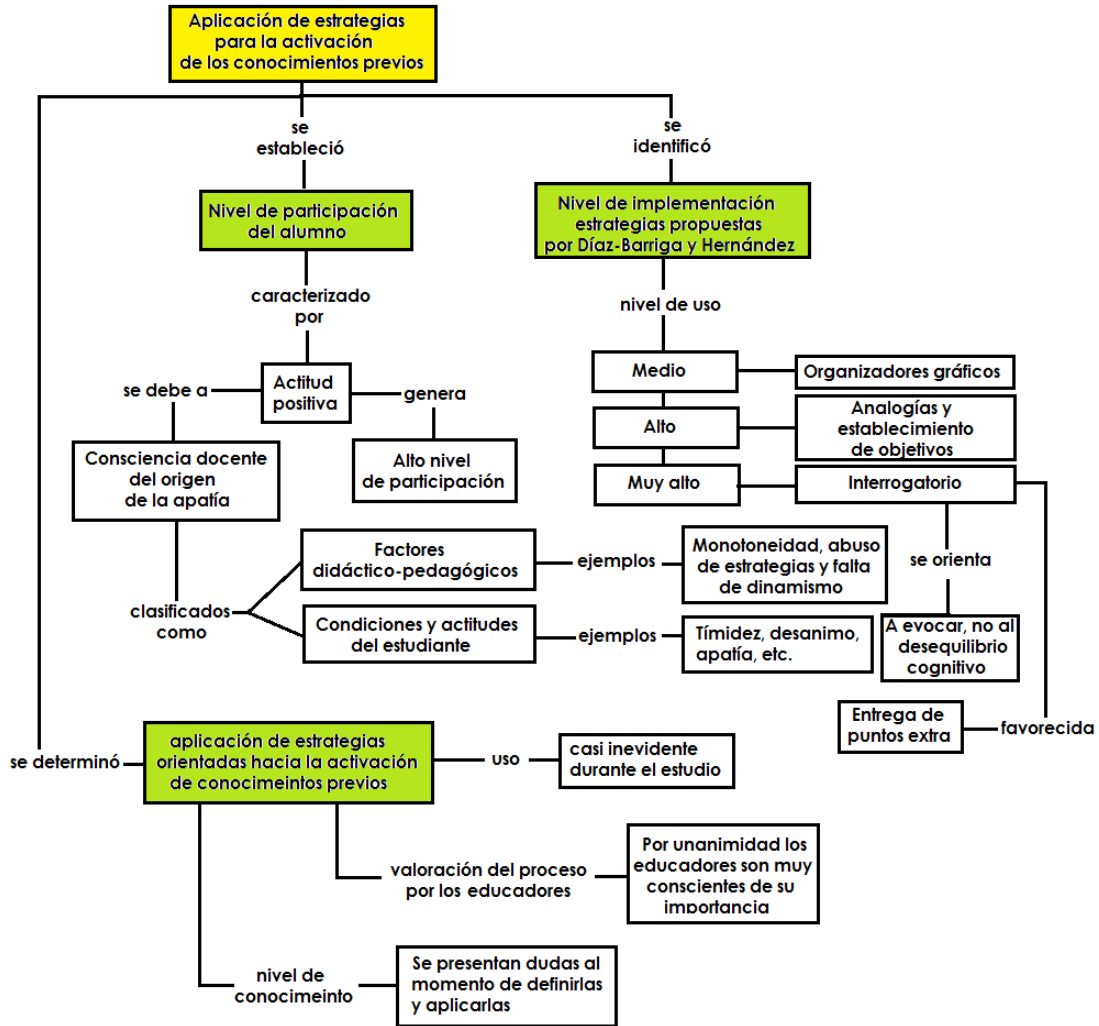 Aplicación de estrategias
para la activación
de los conocimientos previos
se
estableció
se
identificó
Nivel de participación
del alumno
Nivel de implementación
estrategias propuestas
por Díaz-Barriga y Hernández
caracterizado
por
nivel de uso
se debe a
Actitud
positiva
genera
Medio
Organizadores gráficos
Alto
Analogías y
establecimiento
de objetivos
Muy alto
Interrogatorio
Consciencia docente
del origen
de la apatía
Alto nivel
de participación
clasificados
como
Factores
didáctico-pedagógicos
ejemplos
Monotoneidad, abuso
de estrategias y falta
de dinamismo
Condiciones y actitudes
del estudiante
ejemplos
Tímidez, desanimo,
apatía, etc.
se orienta
A evocar, no al
desequilibrio
cognitivo
Entrega de
puntos extra
favorecida
se determinó
aplicación de estrategias
orientadas hacia la activación
de conocimeintos previos
uso
casi inevidente
durante el estudio
valoración del proceso
por los educadores
Por unanimidad los
educadores son muy
conscientes de su
importancia
nivel de
conocimeinto
Se presentan dudas al
momento de definirlas
y aplicarlas